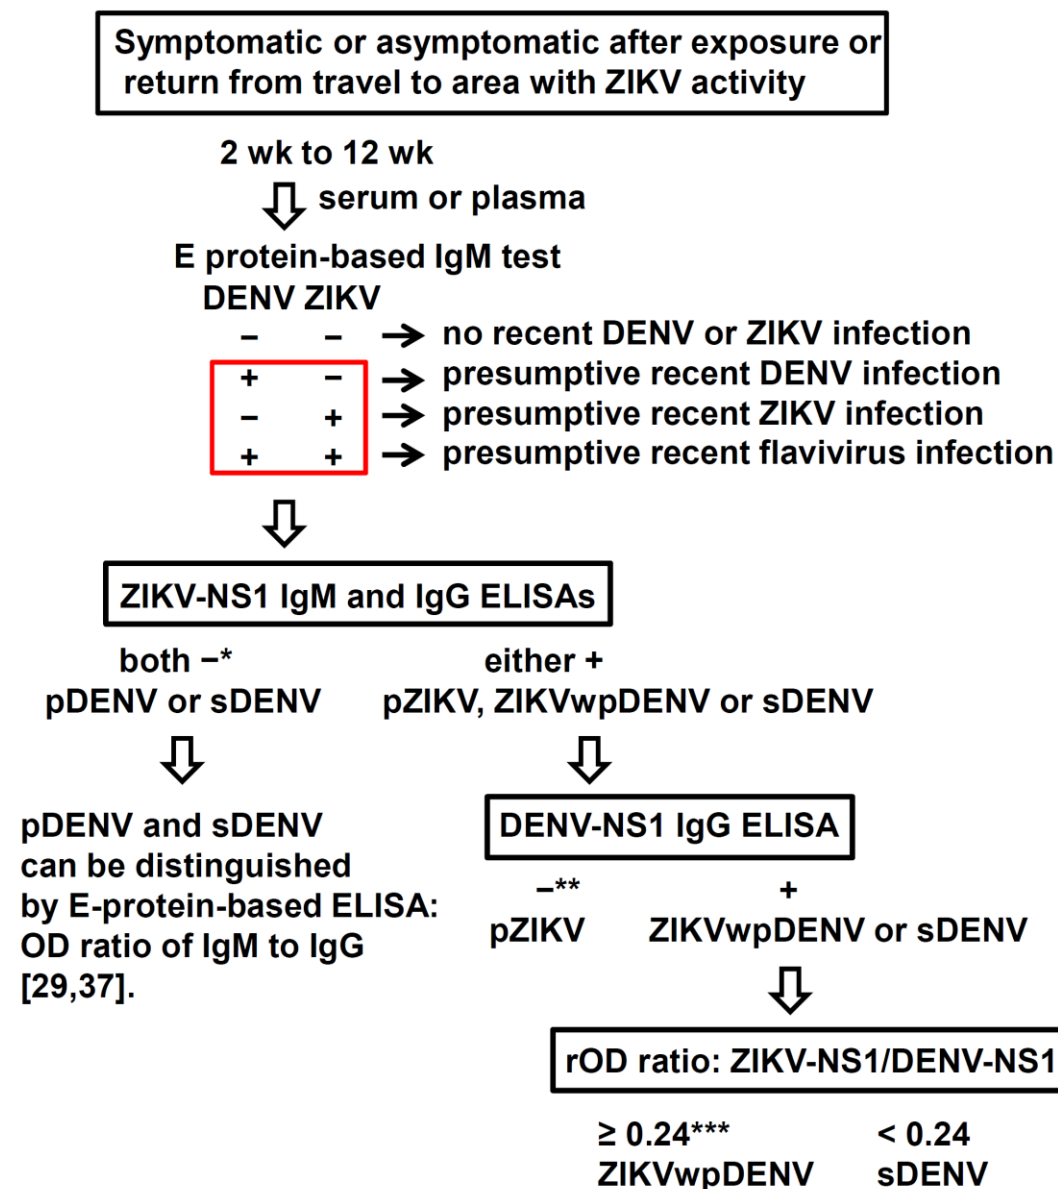 Symptomatic or asymptomatic after exposure or
return from travel to area with ZIKV activity
2 wk to 12 wk
serum or plasma
E protein-based IgM test
DENV ZIKV
− − → no recent DENV or ZIKV infection
+ − → presumptive recent DENV infection
− + → presumptive recent ZIKV infection
+ + → presumptive recent flavivirus infection
ZIKV-NS1 IgM and IgG ELISAs
both −*
pDENV or sDENV
either +
pZIKV, ZIKVwpDENV or sDENV
pDENV and sDENV
can be distinguished
by E-protein-based ELISA:
OD ratio of IgM to IgG
[29,37].
DENV-NS1 IgG ELISA
−**
pZIKV
+
ZIKVwpDENV or sDENV
rOD ratio: ZIKV-NS1/DENV-NS1
≥ 0.24***
ZIKVwpDENV
< 0.24
sDENV